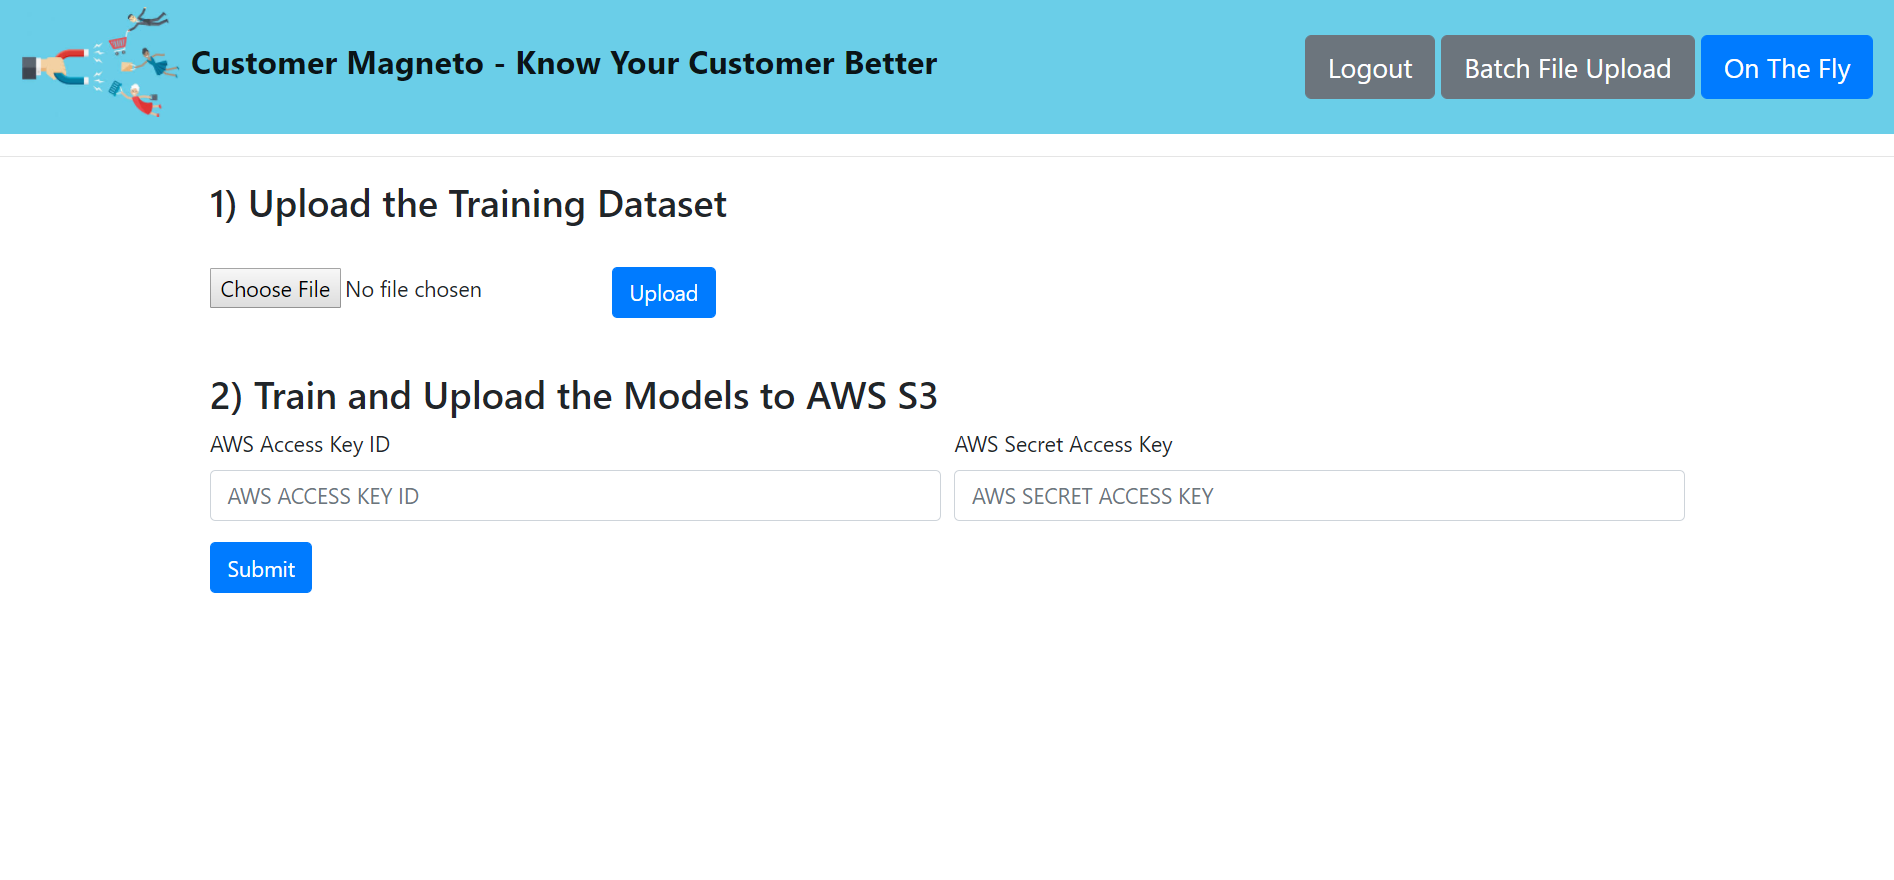 Customer Magneto - Know Your Customer Better
Logout
Batch File Upload
On The Fly
1) Upload the Training Dataset
Choose File No file chosen
Upload
2) Train and Upload the Models to AWS S3
AWS Access Key ID
AWS Secret Access Key
AWS ACCESS KEY ID
AWS SECRET ACCESS KEY
Submit